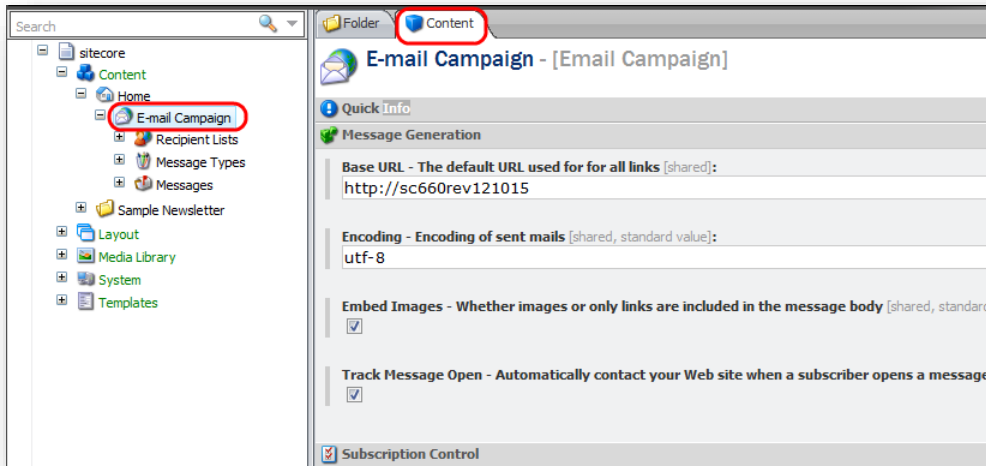 Search
sitecore
Content
Home
E-mail Campaign
Recipient Lists
Message Types
Messages
Sample Newsletter
Layout
Media Library
System
Templates
Folder
Content
E-mail Campaign - [Email Campaign]
Quick Info
Message Generation
Base URL - The default URL used for for all links [shared]:
http://sc660rev121015
Encoding - Encoding of sent mails [shared, standard value]:
utf-8
Embed Images - Whether images or only links are included in the message body [shared, standard
Track Message Open - Automatically contact your Web site when a subscriber opens a message
Subscription Control